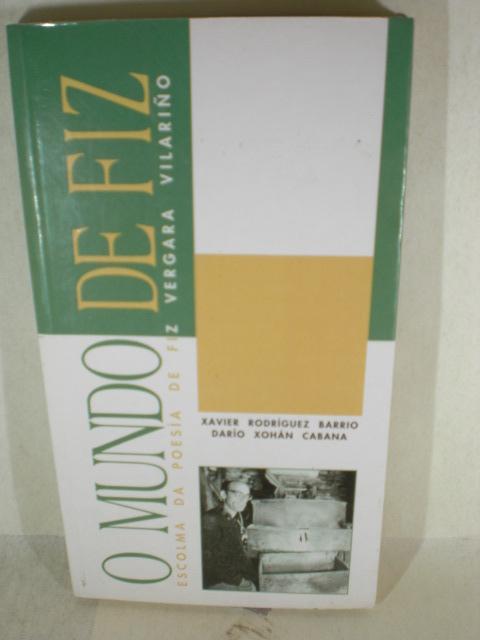 O MUNDO DE FIZ
ESCOLMA DA POESÍA DE FIZ VERGARA VILARIÑO
XAVIER RODRÍGUEZ BARRIO
DARÍO XOHÁN CABANA